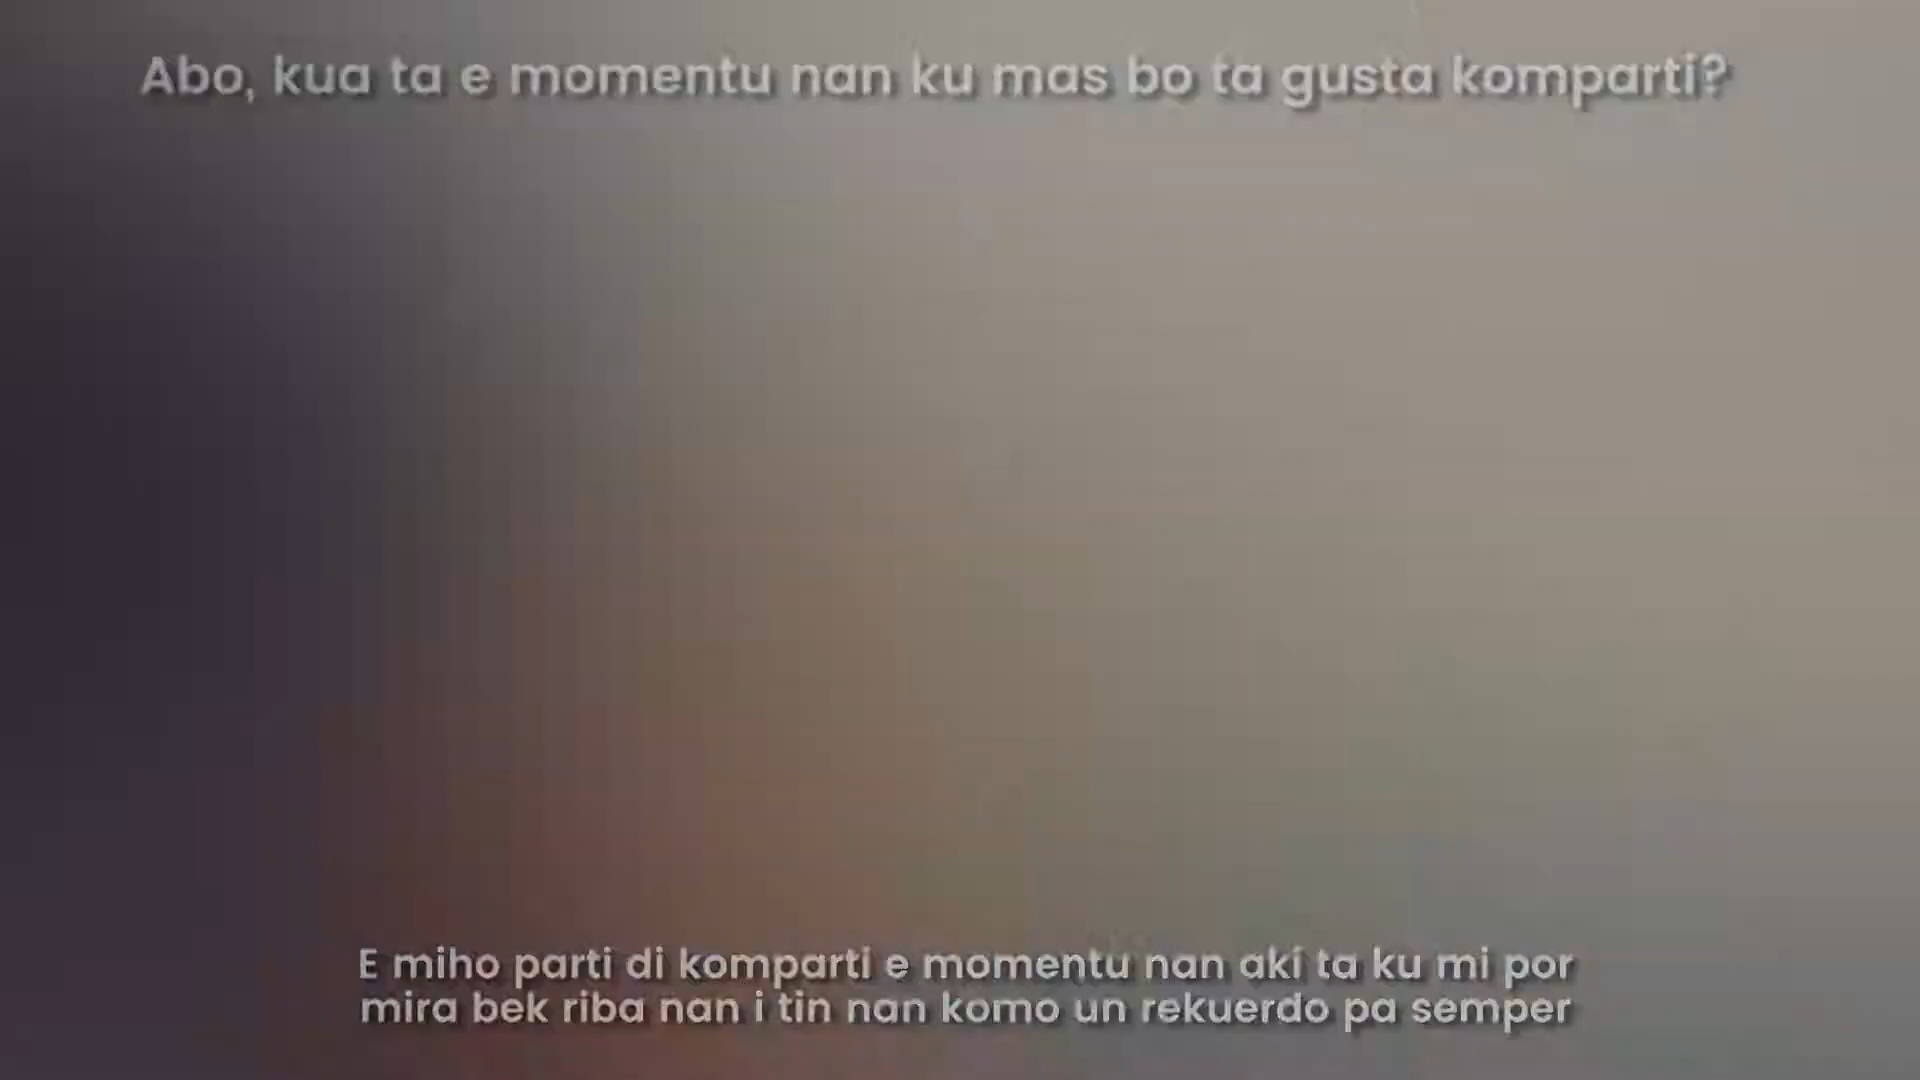 Abo, kua ta e momentu nan ku mas bo ta gusta komparti?
E miho parti di komparti e momentu nan akí ta ku mi por
mira bek riba nan i tin nan komo un rekuerdo pa semper